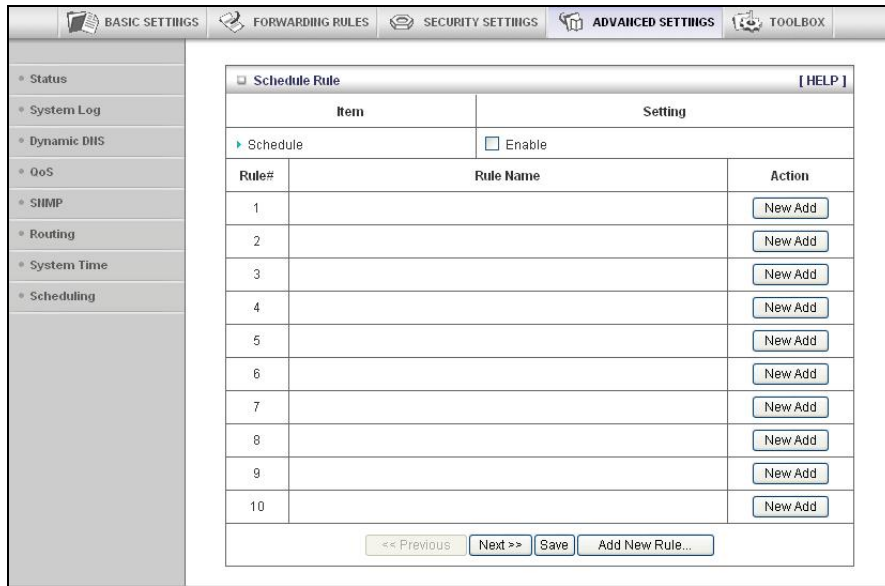 BASIC SETTINGS FORWARDING RULES SECURITY SETTINGS ADVANCED SETTINGS TOOLBOX
Status
System Log
Dynamic DNS
QoS
SNMP
Routing
System Time
Scheduling
Schedule Rule [ HELP ]
Item Setting
Schedule Enable
Rule# Rule Name Action
1 New Add
2 New Add
3 New Add
4 New Add
5 New Add
6 New Add
7 New Add
8 New Add
9 New Add
10 New Add
<< Previous Next >> Save Add New Rule...